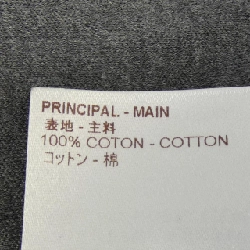 PRINCIPAL - MAIN
表地 - 主料
100% COTON - COTTON
コットン - 棉